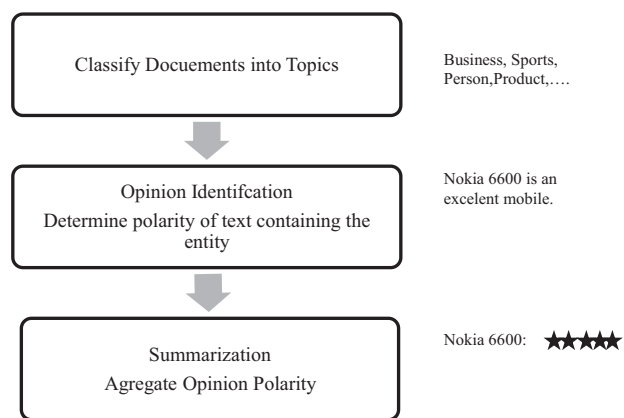 Classify Docuements into Topics
Business, Sports,
Person,Product,….
Opinion Identifcation
Determine polarity of text containing the
entity
Nokia 6600 is an
excelent mobile.
Summarization
Agregate Opinion Polarity
Nokia 6600: ★★★★★